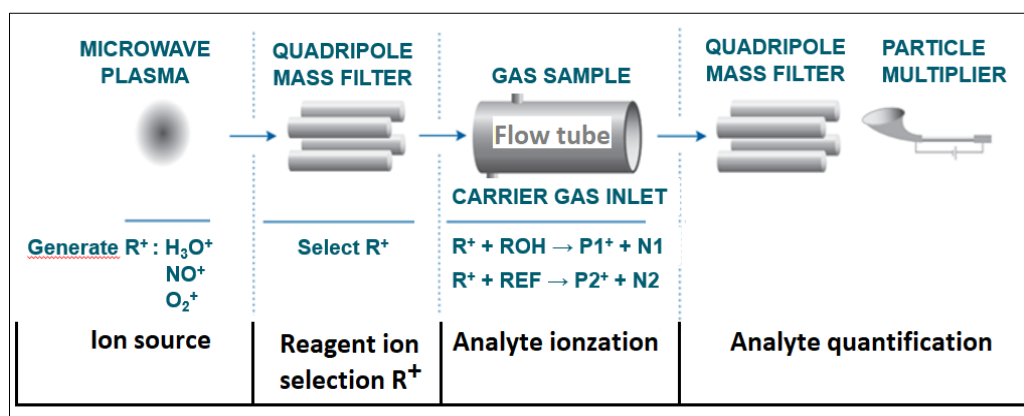 MICROWAVE
PLASMA
QUADRIPOLE
MASS FILTER
GAS SAMPLE
Flow tube
CARRIER GAS INLET
QUADRIPOLE
MASS FILTER
PARTICLE
MULTIPLIER
Generate R⁺ : H₃O⁺
NO⁺
O₂⁺
Select R⁺
R⁺ + ROH → P1⁺ + N1
R⁺ + REF → P2⁺ + N2
Ion source
Reagent ion
selection R⁺
Analyte ionzation
Analyte quantification